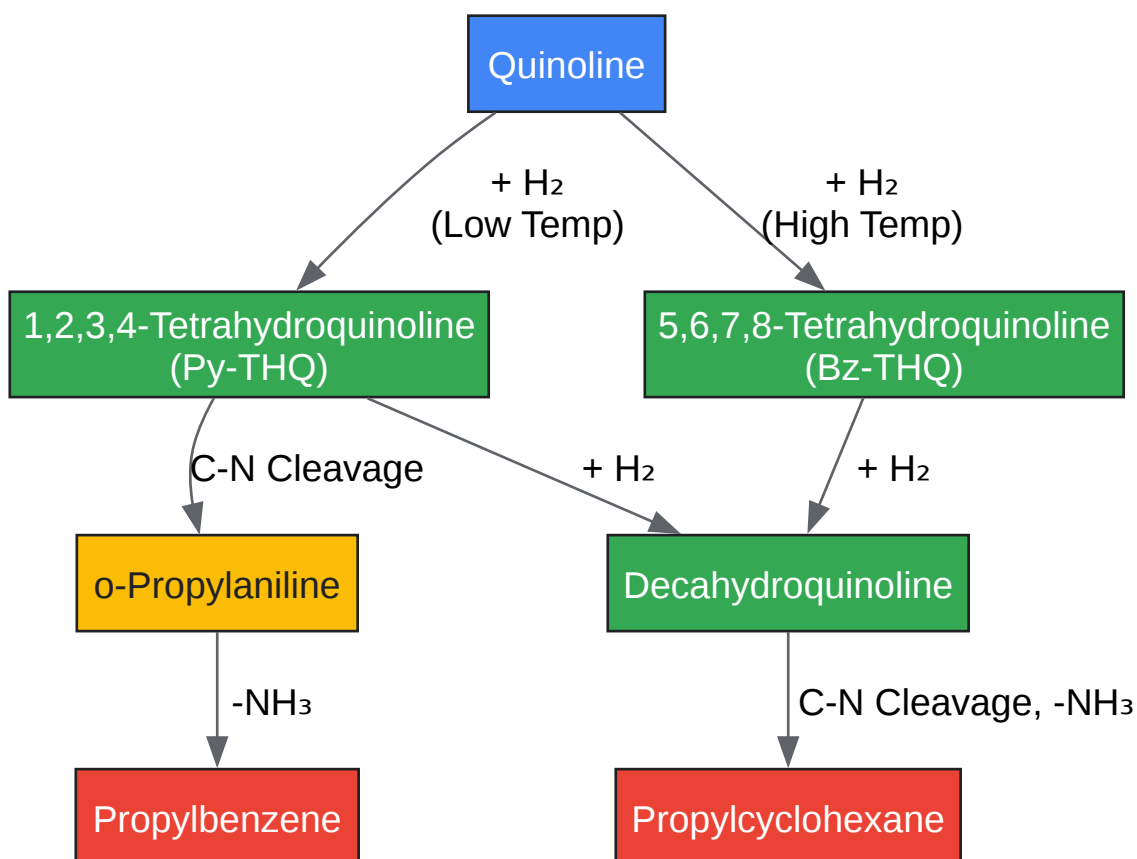 Quinoline
+ H₂
(Low Temp)
+ H₂
(High Temp)
1,2,3,4-Tetrahydroquinoline
(Py-THQ)
5,6,7,8-Tetrahydroquinoline
(Bz-THQ)
C-N Cleavage
+ H₂
+ H₂
o-Propylaniline
Decahydroquinoline
-NH₃
C-N Cleavage, -NH₃
Propylbenzene
Propylcyclohexane